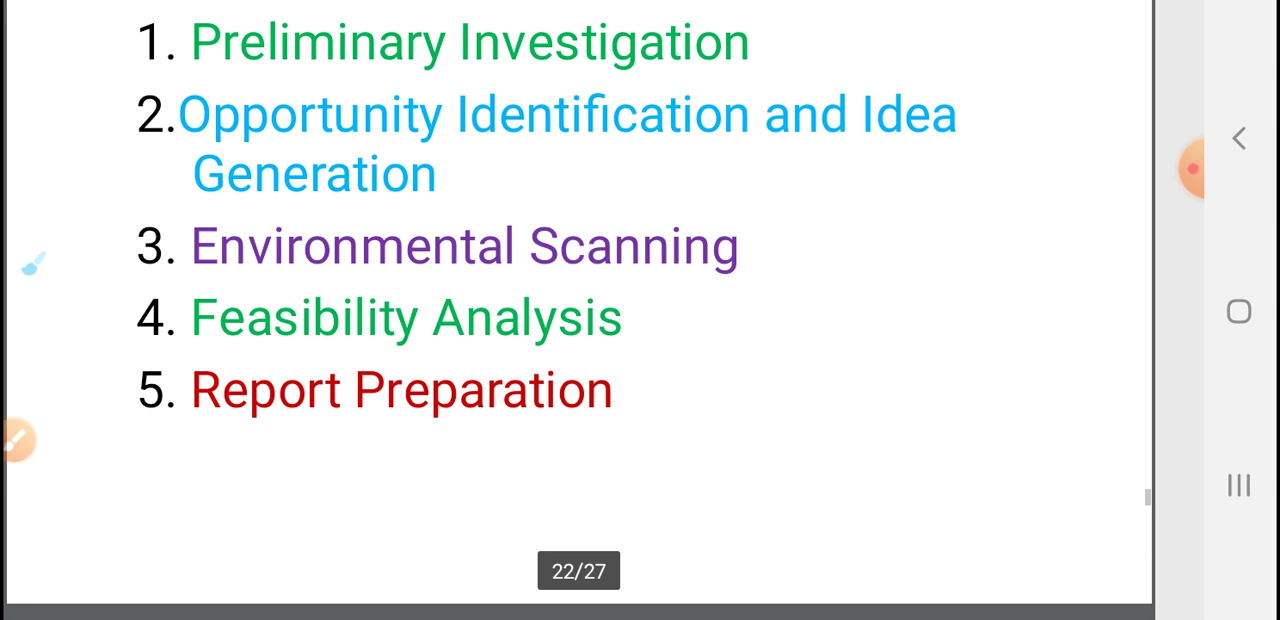 1. Preliminary Investigation
2.Opportunity Identification and Idea
Generation
3. Environmental Scanning
4. Feasibility Analysis
5. Report Preparation
22/27